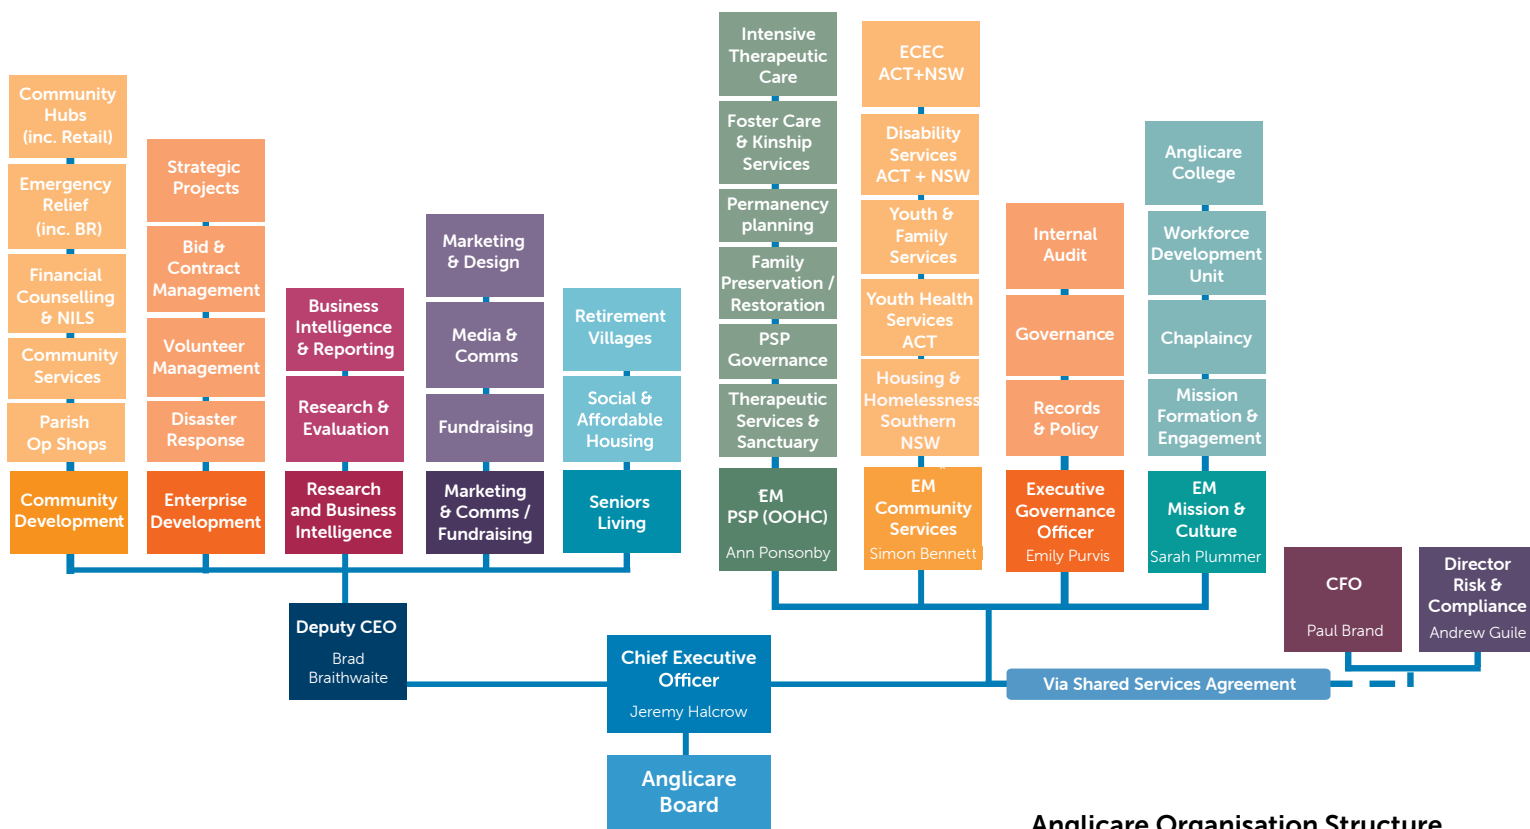 Community
Hubs
(inc. Retail)
Emergency
Relief
(inc. BR)
Financial
Counselling
& NILS
Community
Services
Parish
Op Shops
Community
Development
Strategic
Projects
Bid &
Contract
Management
Volunteer
Management
Disaster
Response
Enterprise
Development
Business
Intelligence
& Reporting
Research &
Evaluation
Research
and Business
Intelligence
Marketing
& Design
Media &
Comms
Fundraising
Marketing
& Comms /
Fundraising
Retirement
Villages
Social &
Affordable
Housing
Seniors
Living
Intensive
Therapeutic
Care
Foster Care
& Kinship
Services
Permanency
planning
Family
Preservation /
Restoration
PSP
Governance
Therapeutic
Services &
Sanctuary
EM
PSP (OOHC)
Ann Ponsonby
ECEC
ACT+NSW
Disability
Services
ACT + NSW
Youth &
Family
Services
Youth Health
Services
ACT
Housing &
Homelessness
Southern
NSW
EM
Community
Services
Simon Bennett
Internal
Audit
Governance
Records
& Policy
Executive
Governance
Officer
Emily Purvis
Anglicare
College
Workforce
Development
Unit
Chaplaincy
Mission
Formation &
Engagement
EM
Mission &
Culture
Sarah Plummer
CFO
Paul Brand
Director
Risk &
Compliance
Andrew Guile
Deputy CEO
Brad
Braithwaite
Chief Executive
Officer
Jeremy Halcrow
Via Shared Services Agreement
Anglicare
Board
Anglicare Organisation Structure